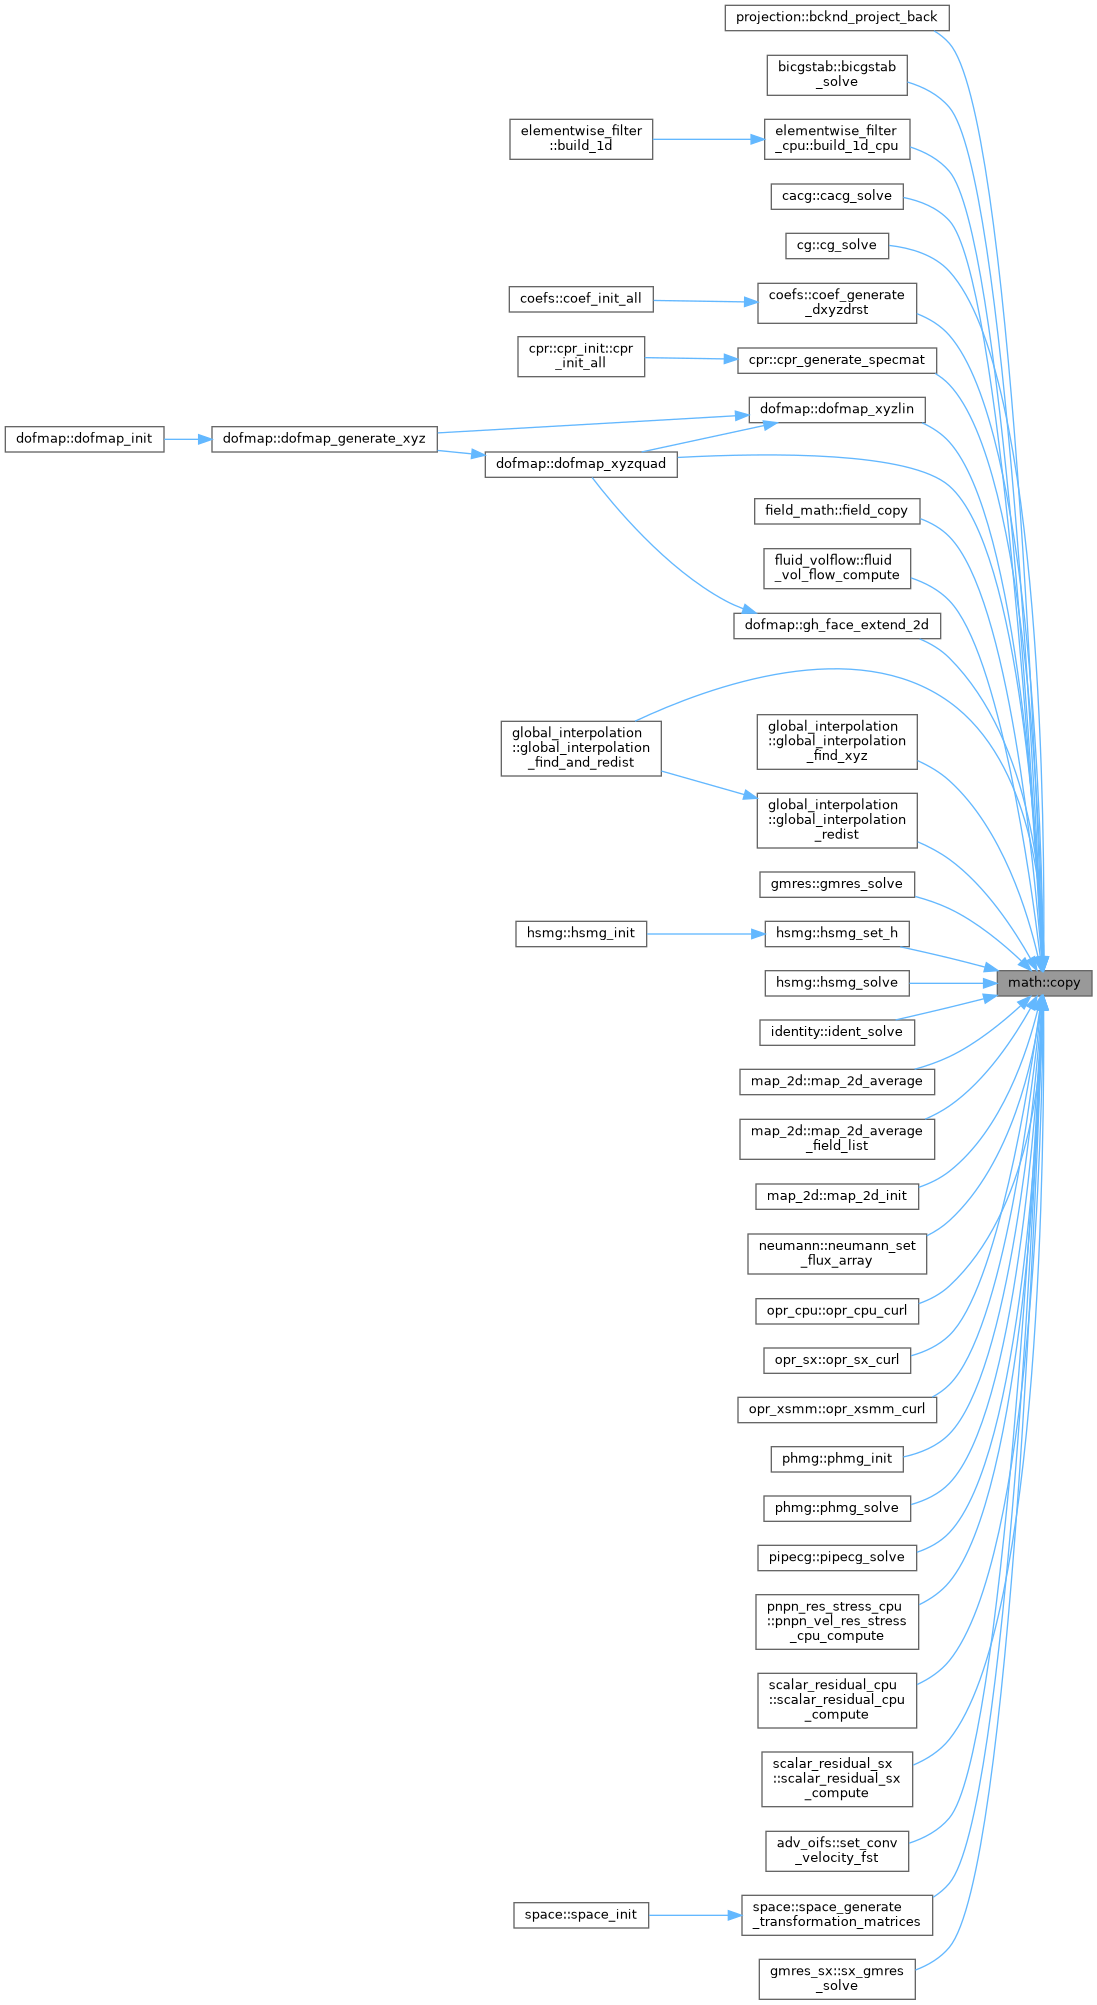 projection::bcknd_project_back
bicgstab::bicgstab
_solve
elementwise_filter
::build_1d
elementwise_filter
_cpu::build_1d_cpu
cacg::cacg_solve
cg::cg_solve
coefs::coef_init_all
coefs::coef_generate
_dxyzdrst
cpr::cpr_init::cpr
_init_all
cpr::cpr_generate_specmat
dofmap::dofmap_xyzlin
dofmap::dofmap_init
dofmap::dofmap_generate_xyz
dofmap::dofmap_xyzquad
field_math::field_copy
fluid_volflow::fluid
_vol_flow_compute
dofmap::gh_face_extend_2d
global_interpolation
::global_interpolation
_find_and_redist
global_interpolation
::global_interpolation
_find_xyz
global_interpolation
::global_interpolation
_redist
gmres::gmres_solve
hsmg::hsmg_init
hsmg::hsmg_set_h
hsmg::hsmg_solve
math::copy
identity::ident_solve
map_2d::map_2d_average
map_2d::map_2d_average
_field_list
map_2d::map_2d_init
neumann::neumann_set
_flux_array
opr_cpu::opr_cpu_curl
opr_sx::opr_sx_curl
opr_xsmm::opr_xsmm_curl
phmg::phmg_init
phmg::phmg_solve
pipecg::pipecg_solve
pnpn_res_stress_cpu
::pnpn_vel_res_stress
_cpu_compute
scalar_residual_cpu
::scalar_residual_cpu
_compute
scalar_residual_sx
::scalar_residual_sx
_compute
adv_oifs::set_conv
_velocity_fst
space::space_init
space::space_generate
_transformation_matrices
gmres_sx::sx_gmres
_solve